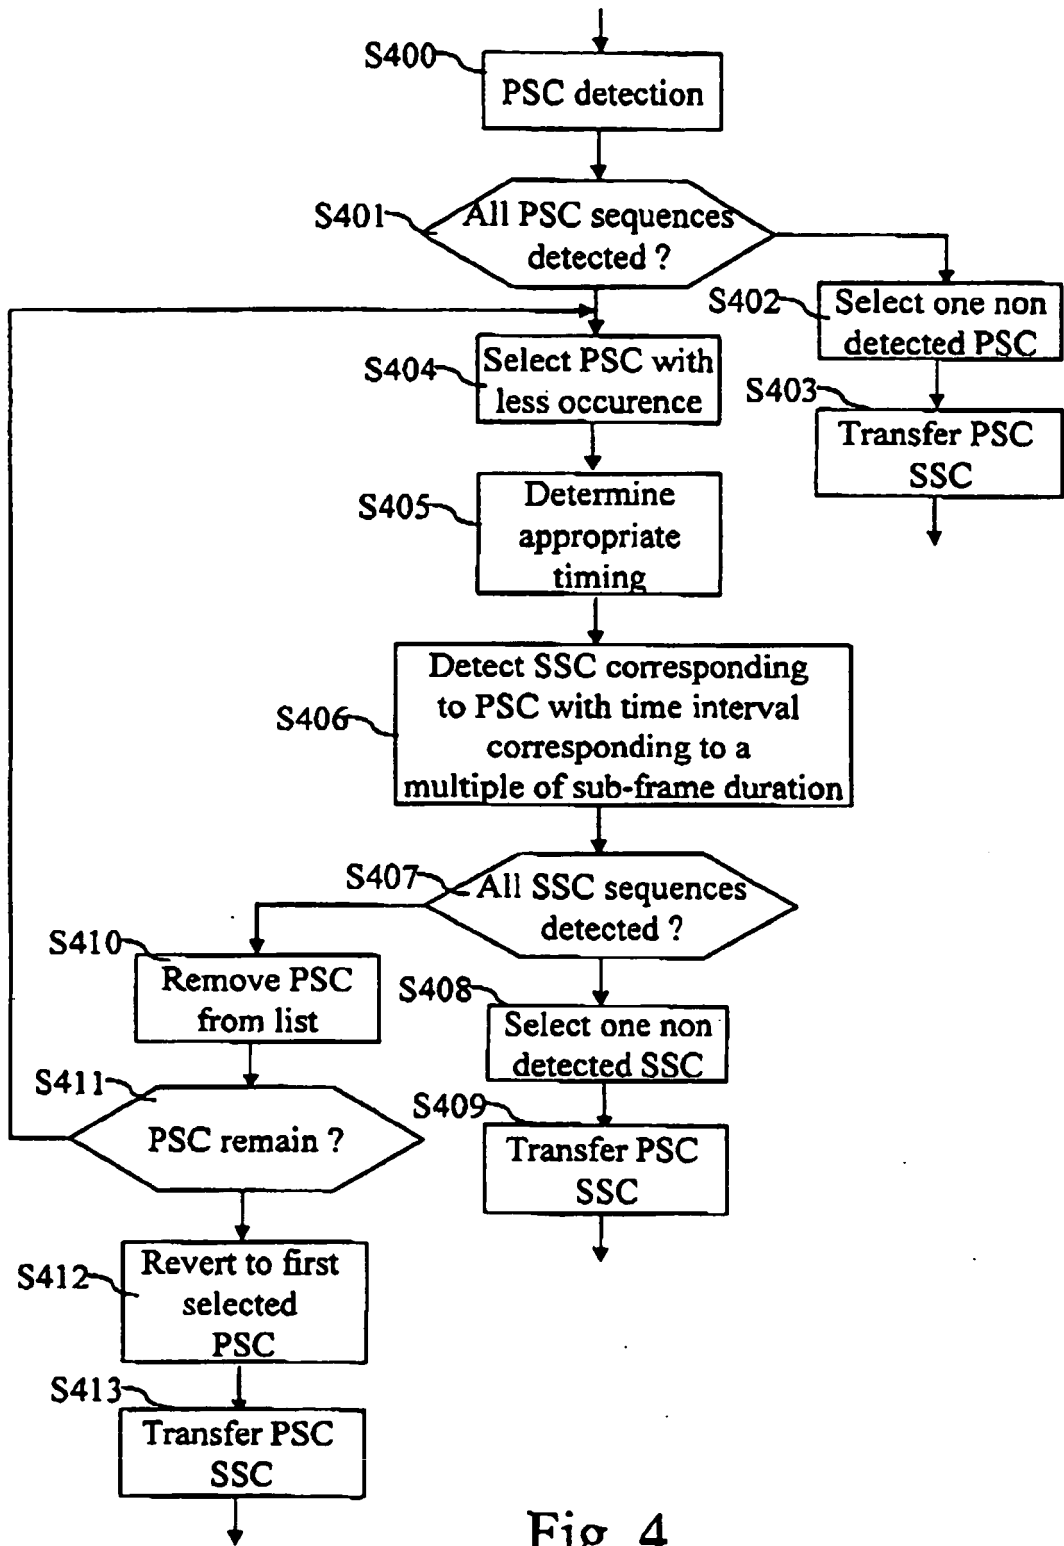 S400
PSC detection
S401
All PSC sequences
detected ?
S402
Select one non
detected PSC
S403
Transfer PSC
SSC
S404
Select PSC with
less occurence
S405
Determine
appropriate
timing
S406
Detect SSC corresponding
to PSC with time interval
corresponding to a
multiple of sub-frame duration
S407
All SSC sequences
detected ?
S408
Select one non
detected SSC
S409
Transfer PSC
SSC
S410
Remove PSC
from list
S411
PSC remain ?
S412
Revert to first
selected
PSC
S413
Transfer PSC
SSC
Fig. 4